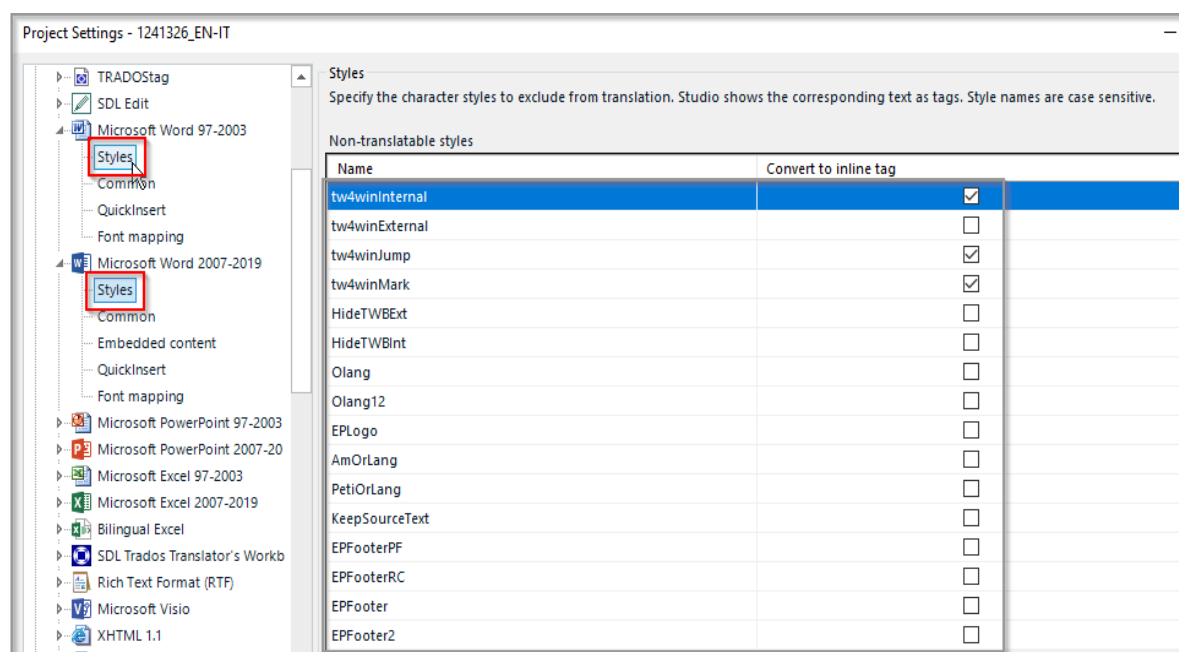 Project Settings - 1241326_EN-IT
TRADOStag
SDL Edit
Microsoft Word 97-2003
Styles
Common
QuickInsert
Font mapping
Microsoft Word 2007-2019
Styles
Common
Embedded content
QuickInsert
Font mapping
Microsoft PowerPoint 97-2003
Microsoft PowerPoint 2007-20
Microsoft Excel 97-2003
Microsoft Excel 2007-2019
Bilingual Excel
SDL Trados Translator's Workb
Rich Text Format (RTF)
Microsoft Visio
XHTML 1.1
Styles
Specify the character styles to exclude from translation. Studio shows the corresponding text as tags. Style names are case sensitive.
Non-translatable styles
Name Convert to inline tag
tw4winInternal
tw4winExternal
tw4winJump
tw4winMark
HideTWBExt
HideTWBInt
Olang
Olang12
EPLogo
AmOrLang
PetiOrLang
KeepSourceText
EPFooterPF
EPFooterRC
EPFooter
EPFooter2